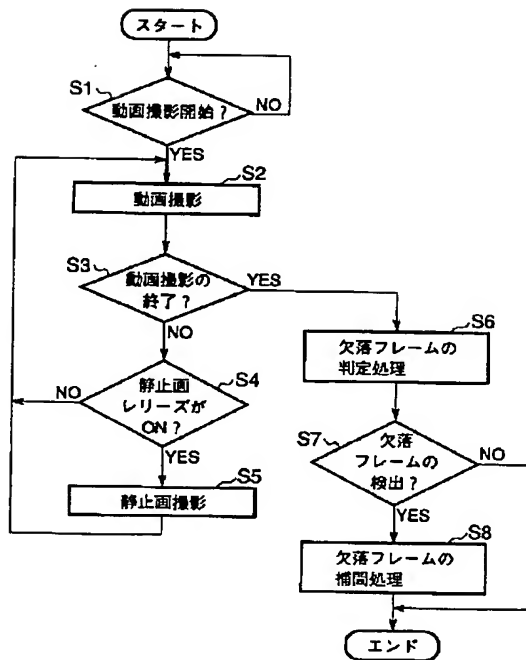 スタート
S1
動画撮影開始?
NO
YES
S2
動画撮影
S3
動画撮影の
終了?
YES
NO
S4
静止画
レリーズが
ON?
NO
YES
S5
静止画撮影
S6
欠落フレームの
判定処理
S7
欠落
フレームの
検出?
NO
YES
S8
欠落フレームの
補間処理
エンド